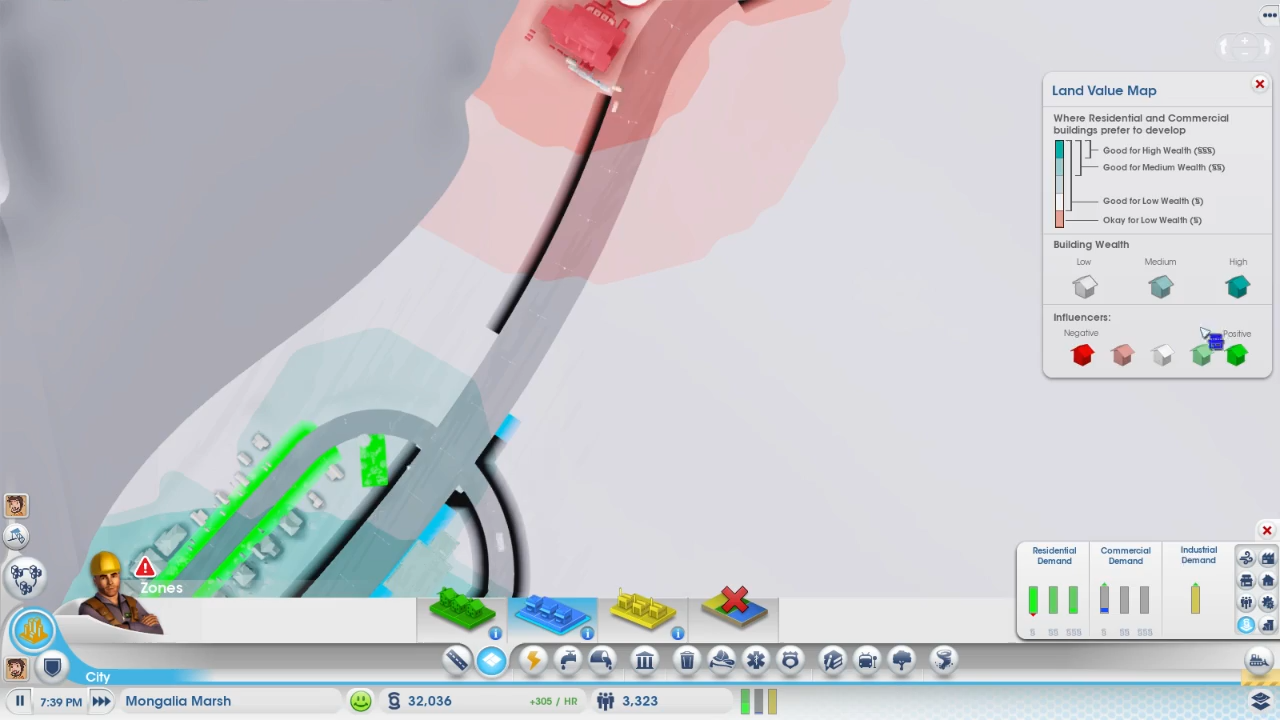 Land Value Map
Where Residential and Commercial
buildings prefer to develop
Good for High Wealth (§§§)
Good for Medium Wealth (§§)
Good for Low Wealth (§)
Okay for Low Wealth (§)
Building Wealth
Low Medium High
Influencers:
Negative Positive
Residential Demand
Commercial Demand
Industrial Demand
§ §§ §§§ § §§ §§§
Zones
City
7:39 PM Mongalia Marsh 32,036 +305 / HR 3,323